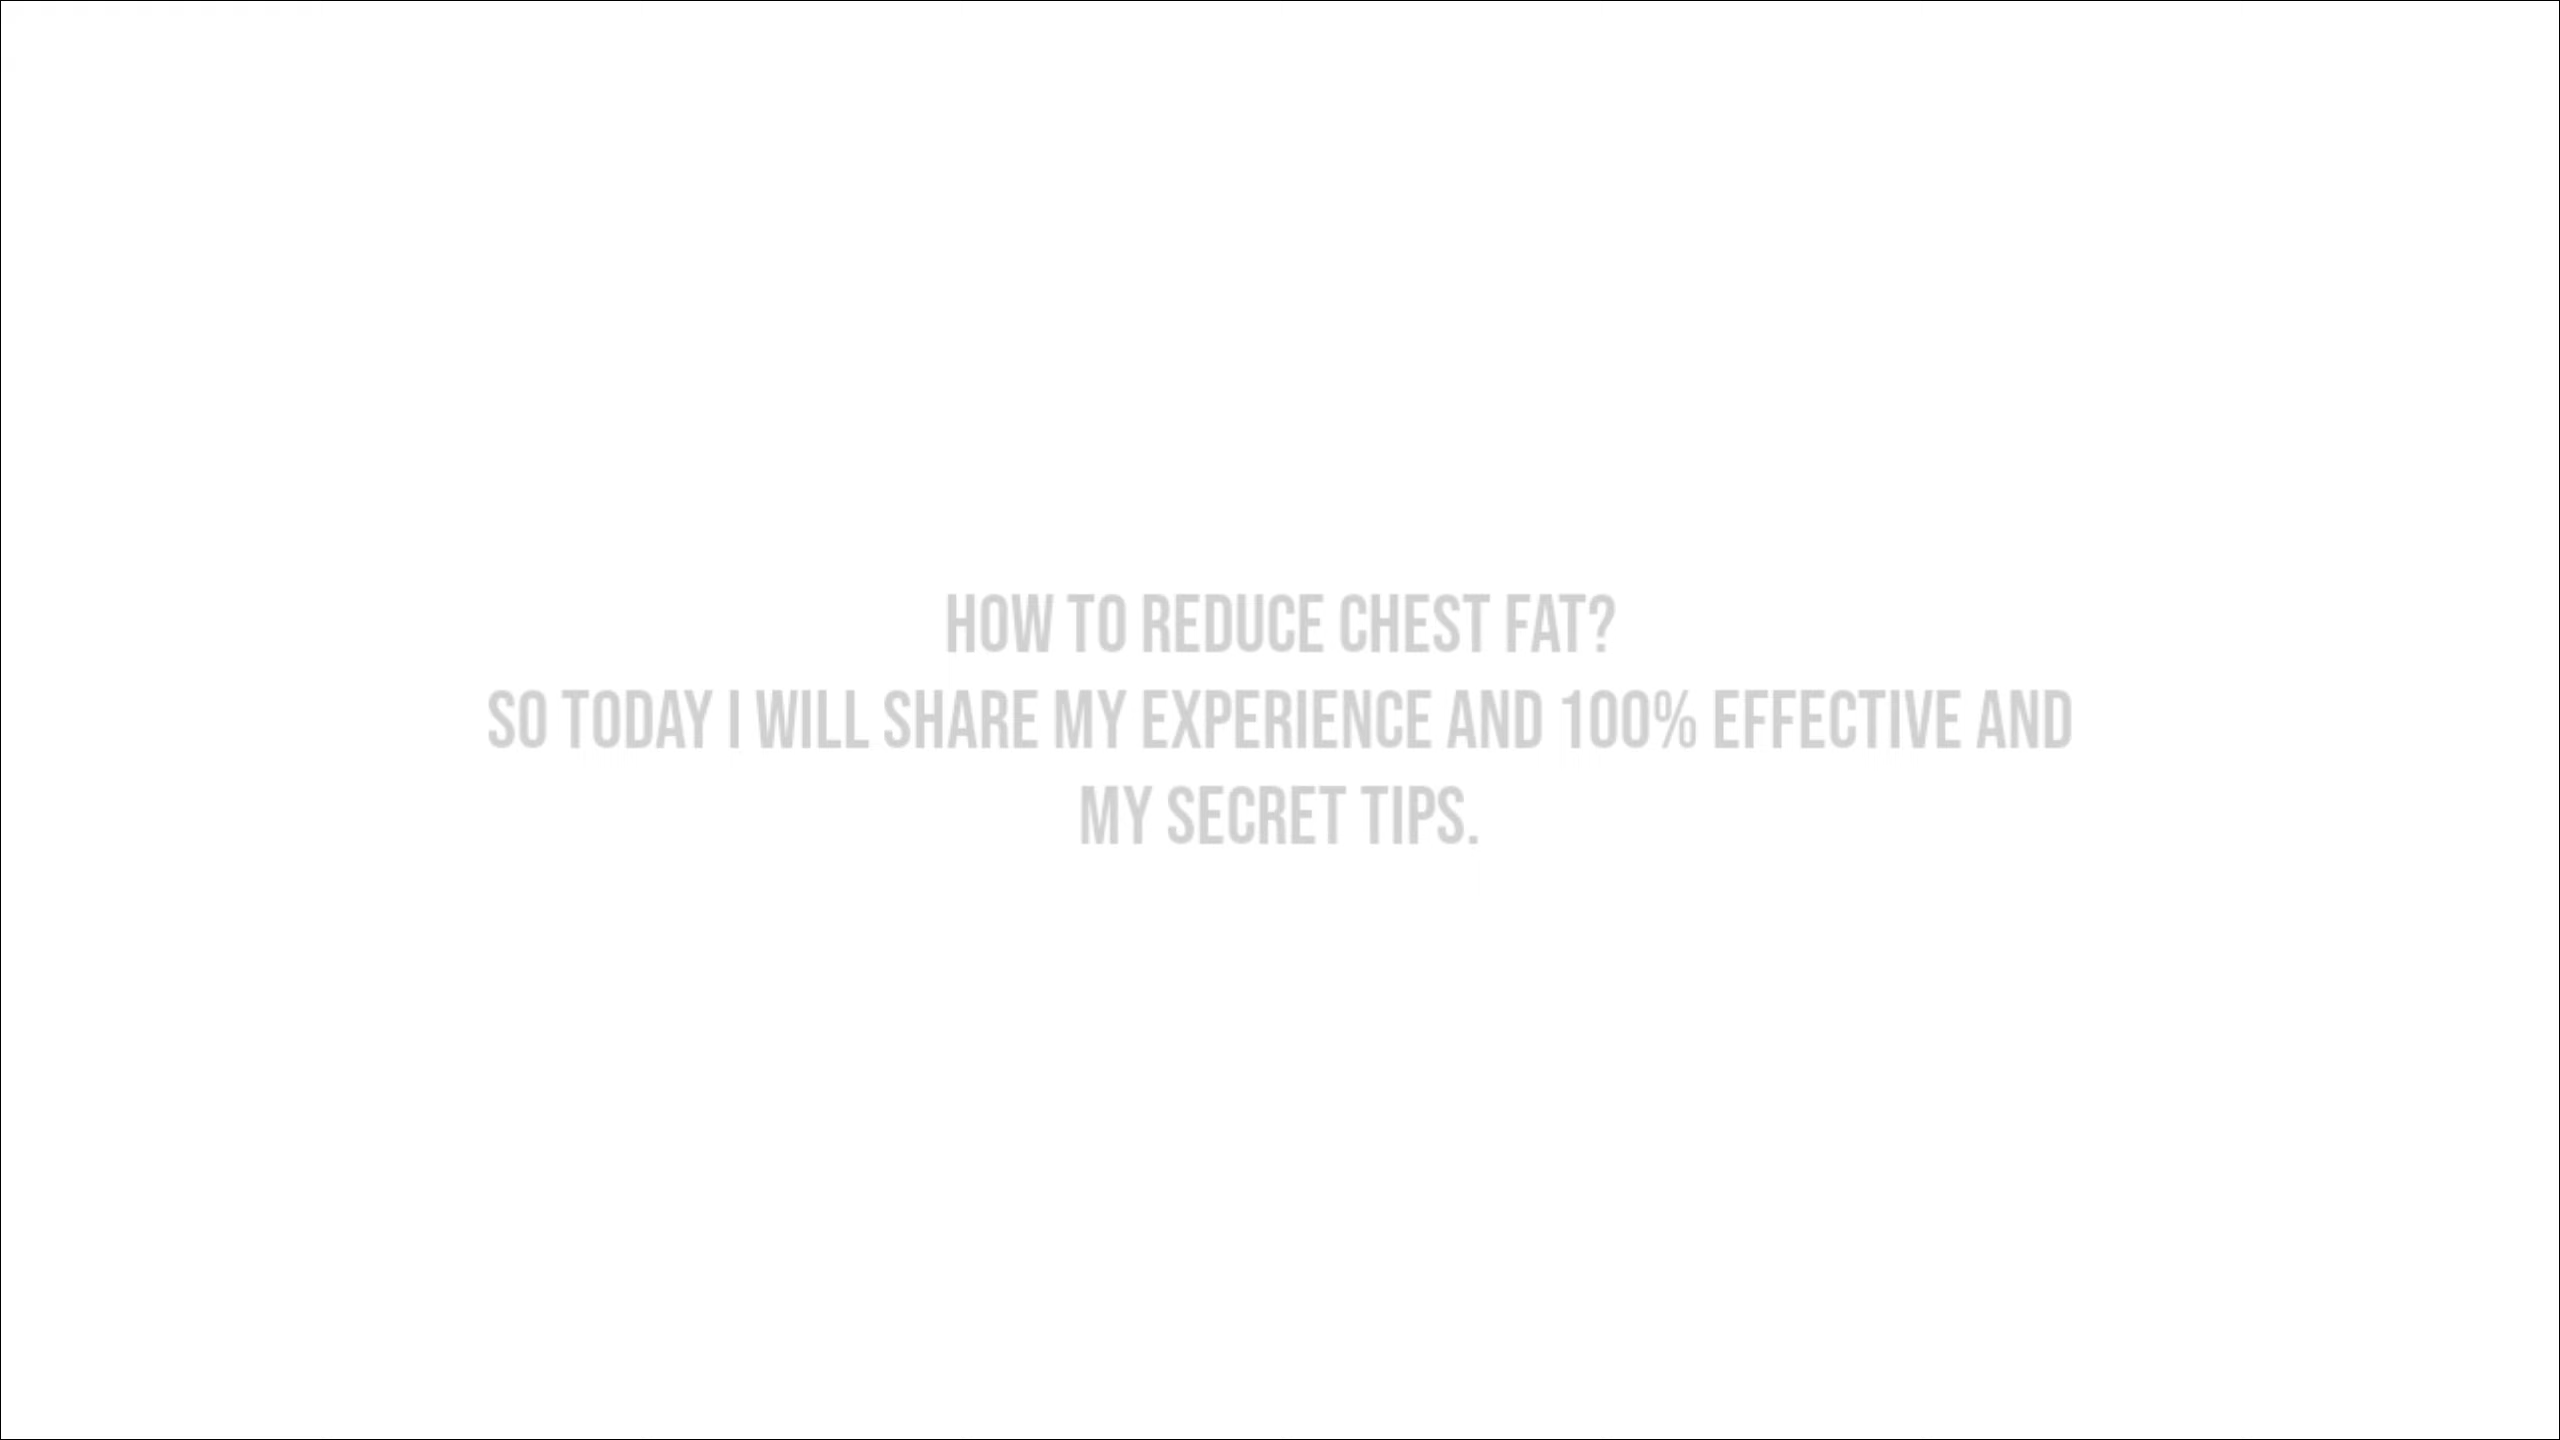 HOW TO REDUCE CHEST FAT?
SO TODAY I WILL SHARE MY EXPERIENCE AND 100% EFFECTIVE AND
MY SECRET TIPS.